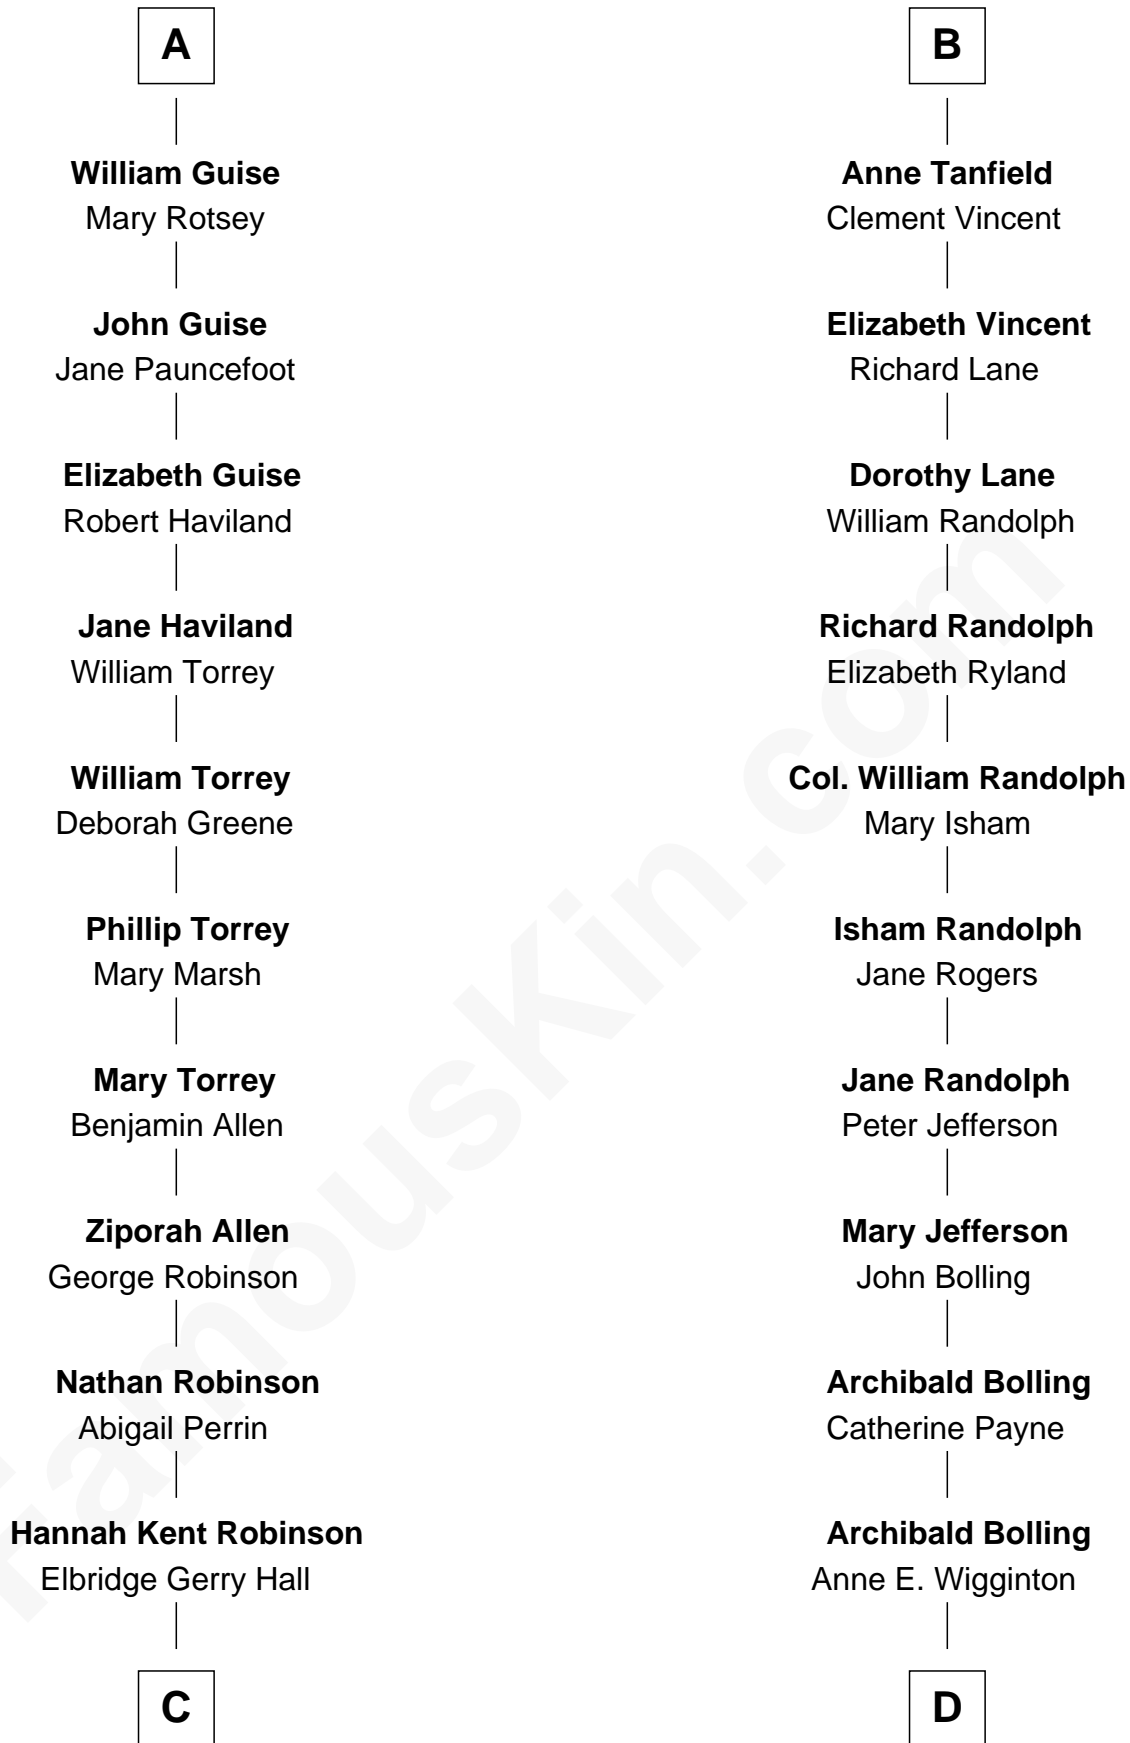 A
William Guise
Mary Rotsey
John Guise
Jane Pauncefoot
Elizabeth Guise
Robert Haviland
Jane Haviland
William Torrey
William Torrey
Deborah Greene
Phillip Torrey
Mary Marsh
Mary Torrey
Benjamin Allen
Ziporah Allen
George Robinson
Nathan Robinson
Abigail Perrin
Hannah Kent Robinson
Elbridge Gerry Hall
C
B
Anne Tanfield
Clement Vincent
Elizabeth Vincent
Richard Lane
Dorothy Lane
William Randolph
Richard Randolph
Elizabeth Ryland
Col. William Randolph
Mary Isham
Isham Randolph
Jane Rogers
Jane Randolph
Peter Jefferson
Mary Jefferson
John Bolling
Archibald Bolling
Catherine Payne
Archibald Bolling
Anne E. Wigginton
D
famouskin.com